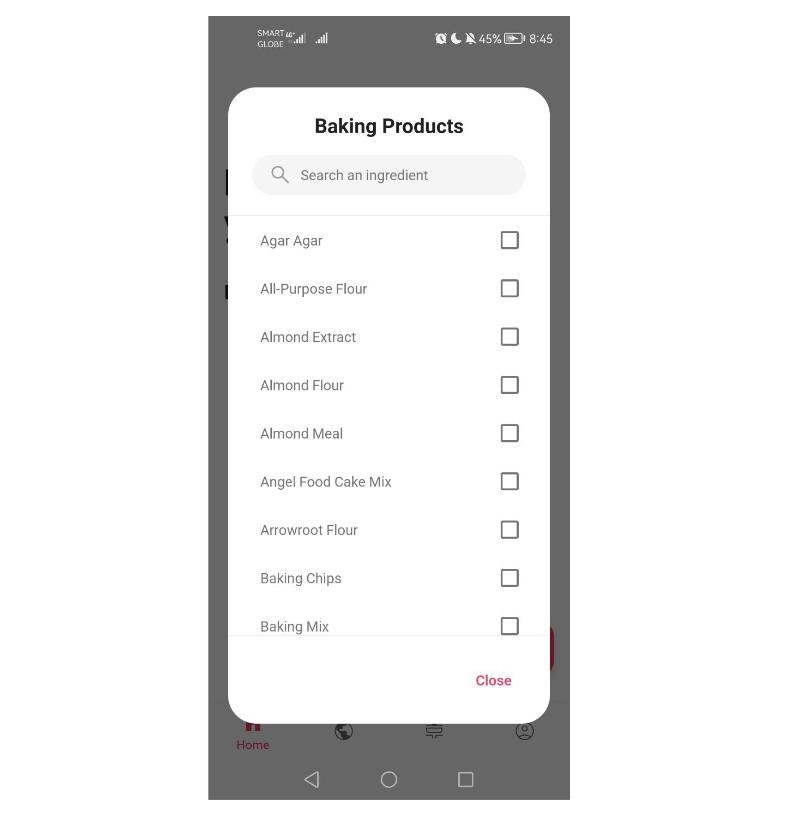 SMART 4G+
GLOBE
45% 8:45
Baking Products
Search an ingredient
Agar Agar
All-Purpose Flour
Almond Extract
Almond Flour
Almond Meal
Angel Food Cake Mix
Arrowroot Flour
Baking Chips
Baking Mix
Close
Home